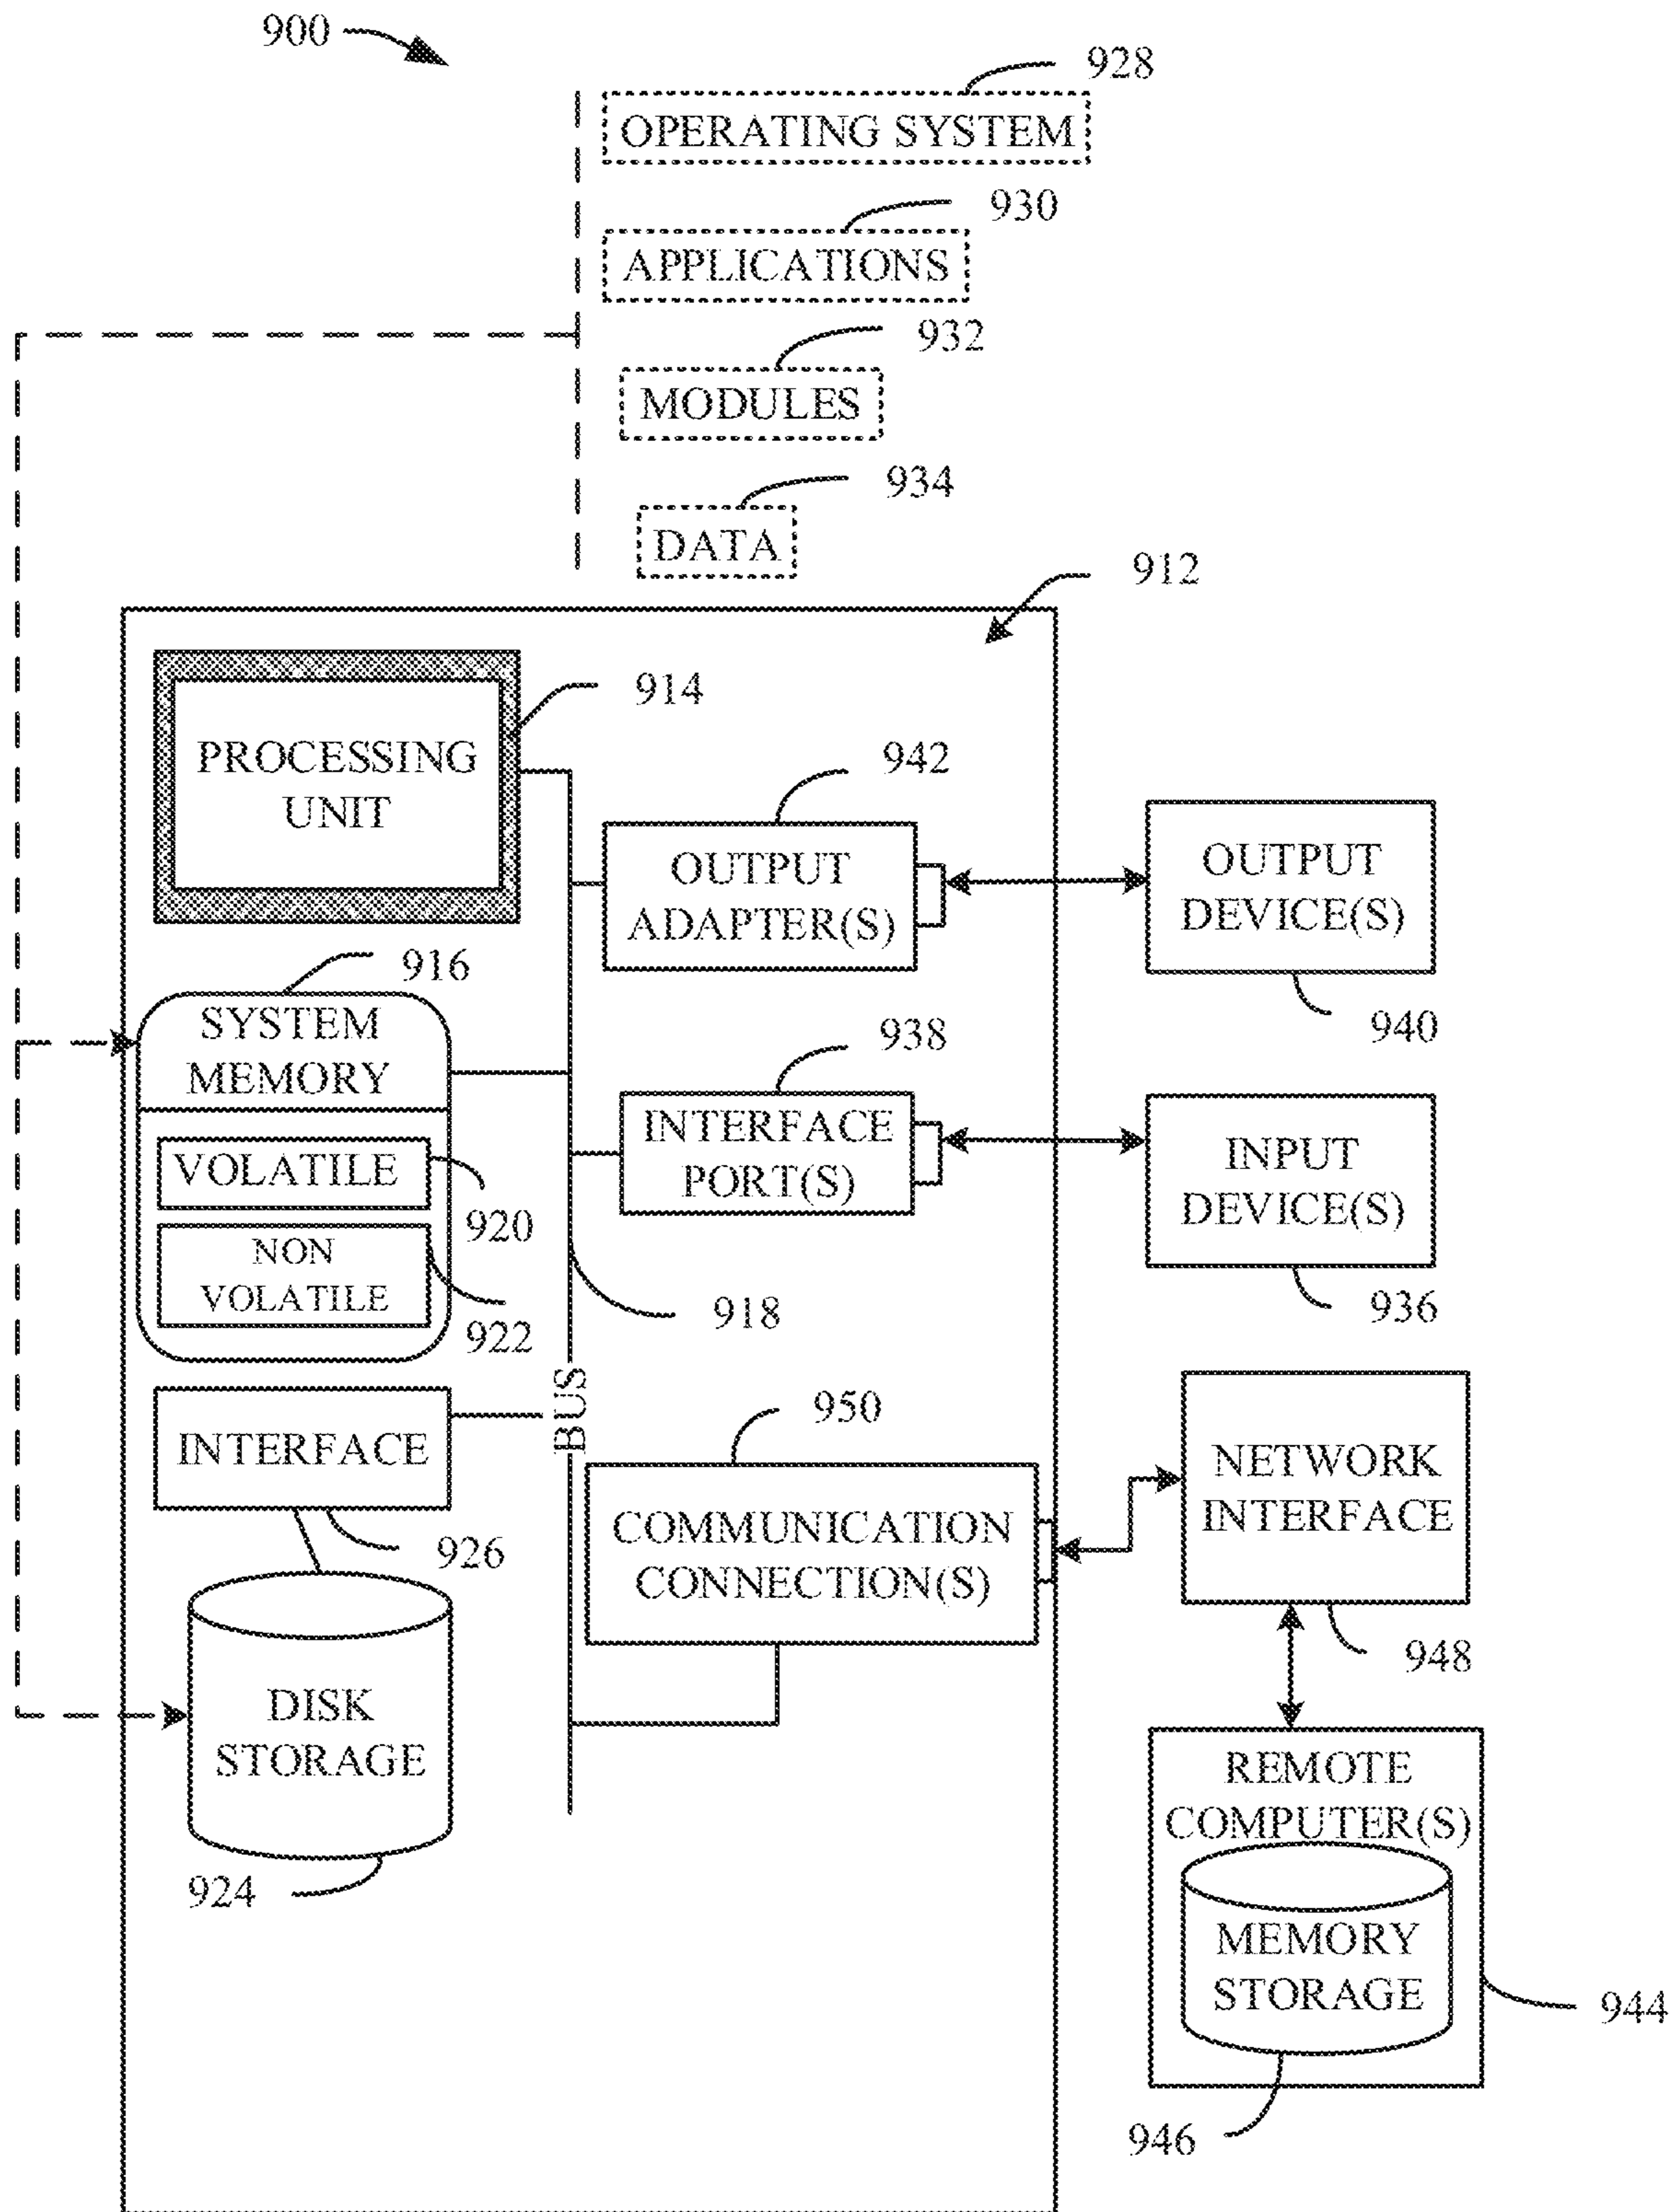 900
928
OPERATING SYSTEM
930
APPLICATIONS
932
MODULES
934
DATA
912
PROCESSING
UNIT
914
942
OUTPUT
ADAPTER(S)
OUTPUT
DEVICE(S)
940
916
SYSTEM
MEMORY
VOLATILE
920
NON
VOLATILE
922
938
INTERFACE
PORT(S)
INPUT
DEVICE(S)
936
918
BUS
INTERFACE
926
950
COMMUNICATION
CONNECTION(S)
NETWORK
INTERFACE
948
DISK
STORAGE
924
REMOTE
COMPUTER(S)
MEMORY
STORAGE
944
946